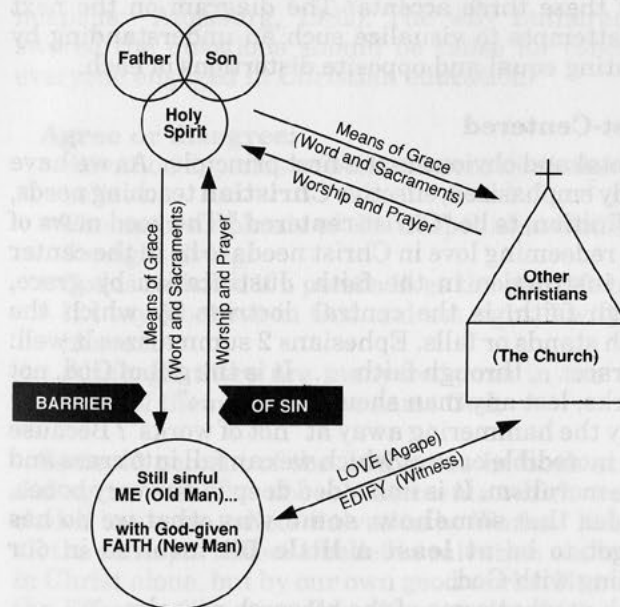 Father
Son
Holy
Spirit
Means of Grace
(Word and Sacraments)
Worship and Prayer
Means of Grace
(Word and Sacraments)
Worship and Prayer
Other
Christians
(The Church)
BARRIER
OF SIN
Still sinful
ME (Old Man)...
with God-given
FAITH (New Man)
LOVE (Agape)
EDIFY (Witness)